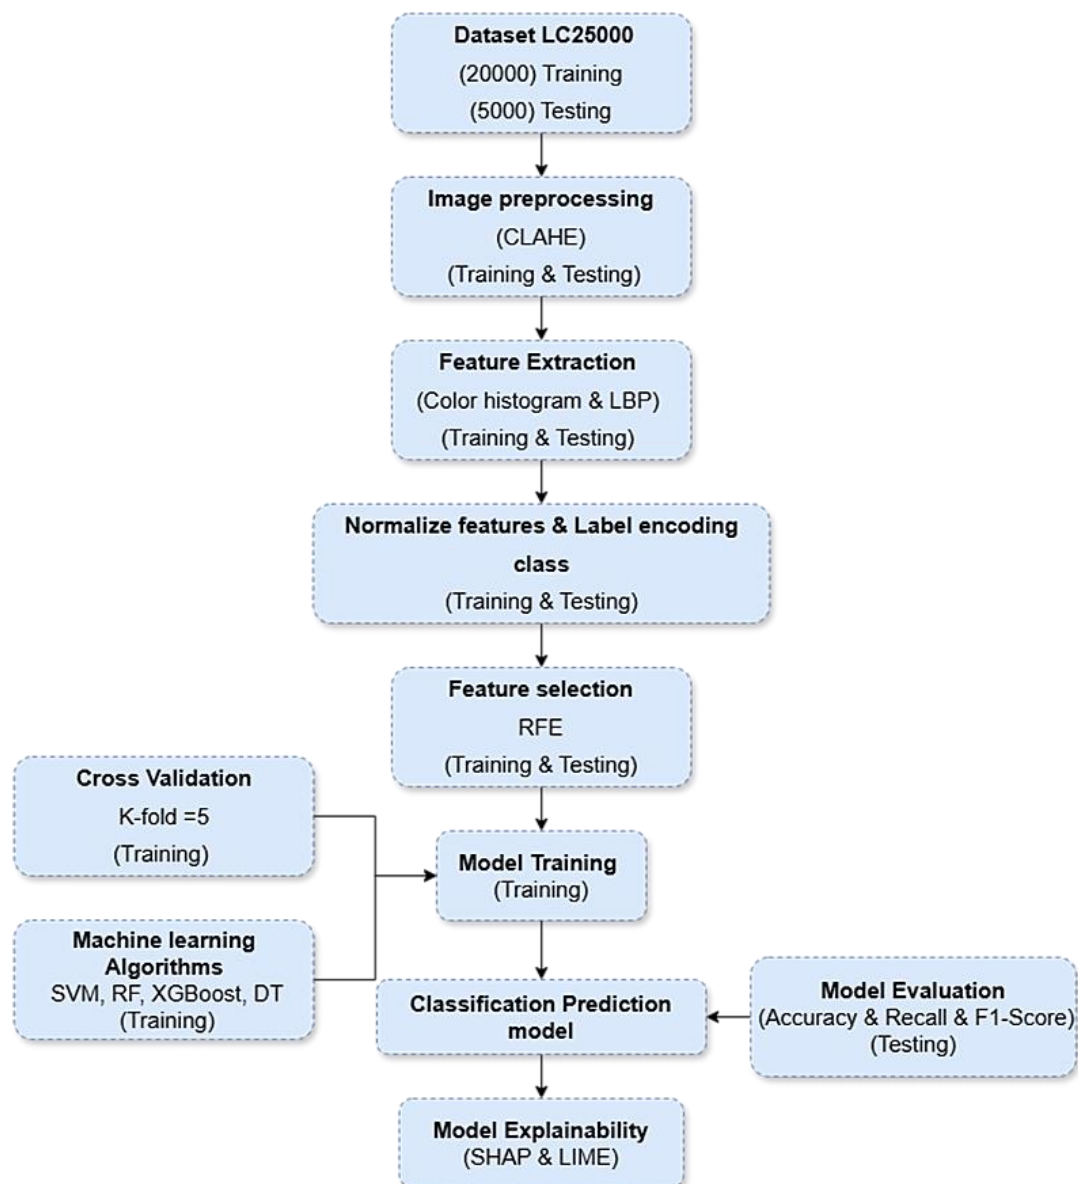 Dataset LC25000
(20000) Training
(5000) Testing
Image preprocessing
(CLAHE)
(Training & Testing)
Feature Extraction
(Color histogram & LBP)
(Training & Testing)
Normalize features & Label encoding
class
(Training & Testing)
Feature selection
RFE
(Training & Testing)
Cross Validation
K-fold =5
(Training)
Machine learning
Algorithms
SVM, RF, XGBoost, DT
(Training)
Model Training
(Training)
Classification Prediction
model
Model Evaluation
(Accuracy & Recall & F1-Score)
(Testing)
Model Explainability
(SHAP & LIME)